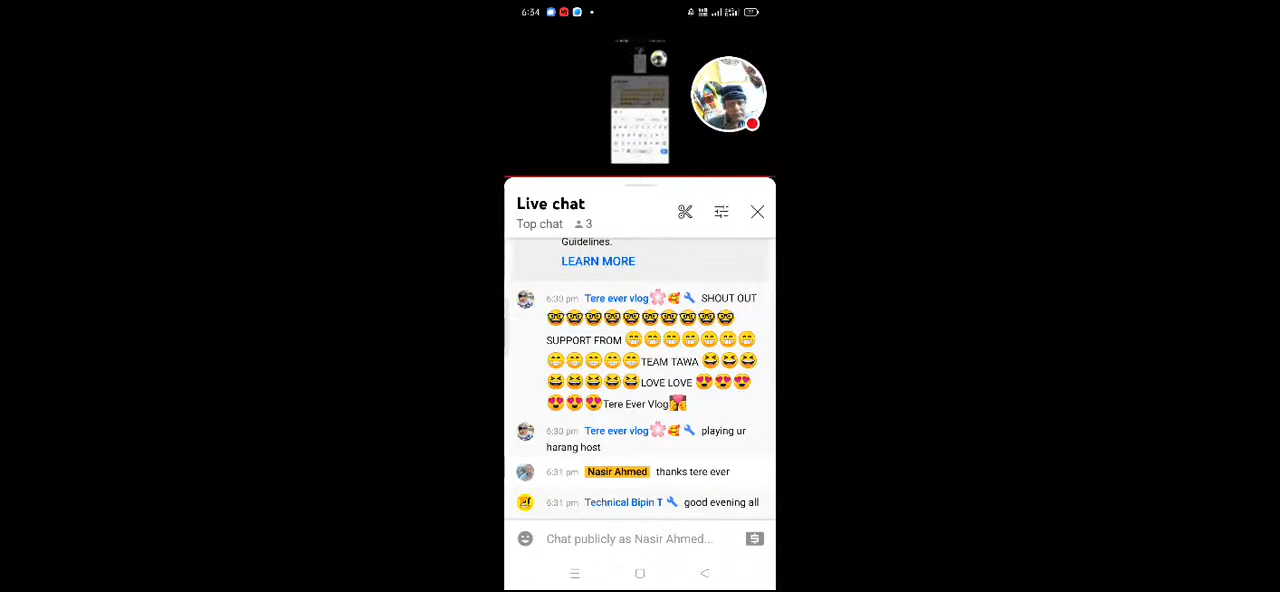 6:34
Live chat
Top chat 3
Guidelines.
LEARN MORE
6:30 pm Tere ever vlog🌸🥰🔧 SHOUT OUT
🤓🤓🤓🤓🤓🤓🤓🤓🤓🤓
SUPPORT FROM 😁😁😁😁😁😁😁
😁😁😁😁😁TEAM TAWA 😆😆😆
😆😆😆😆😆LOVE LOVE 😍😍😍
😍😍😍Tere Ever Vlog
6:30 pm Tere ever vlog🌸🥰🔧 playing ur
harang host
6:31 pm Nasir Ahmed thanks tere ever
6:31 pm Technical Bipin T 🔧 good evening all
Chat publicly as Nasir Ahmed...